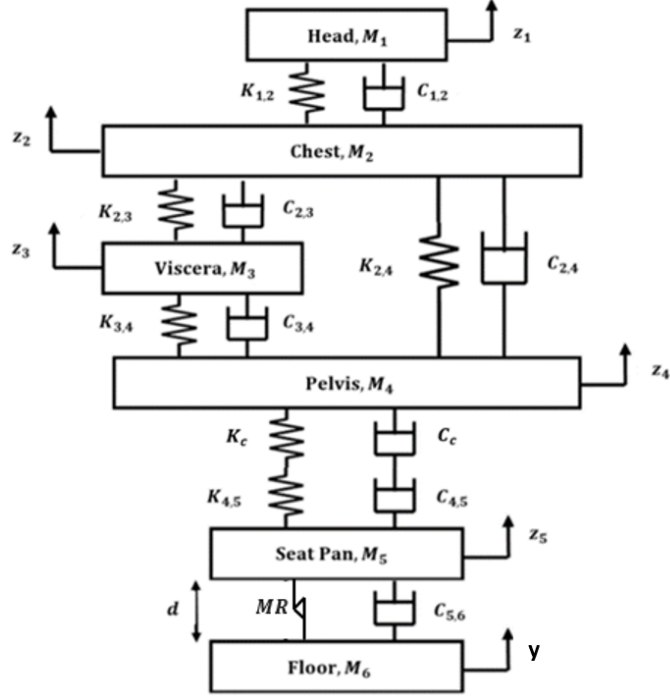 Head, M₁
z₁
K₁,₂
C₁,₂
z₂
Chest, M₂
K₂,₃
C₂,₃
z₃
Viscera, M₃
K₂,₄
C₂,₄
K₃,₄
C₃,₄
Pelvis, M₄
z₄
K_c
C_c
K₄,₅
C₄,₅
Seat Pan, M₅
z₅
d
MR
C₅,₆
Floor, M₆
y